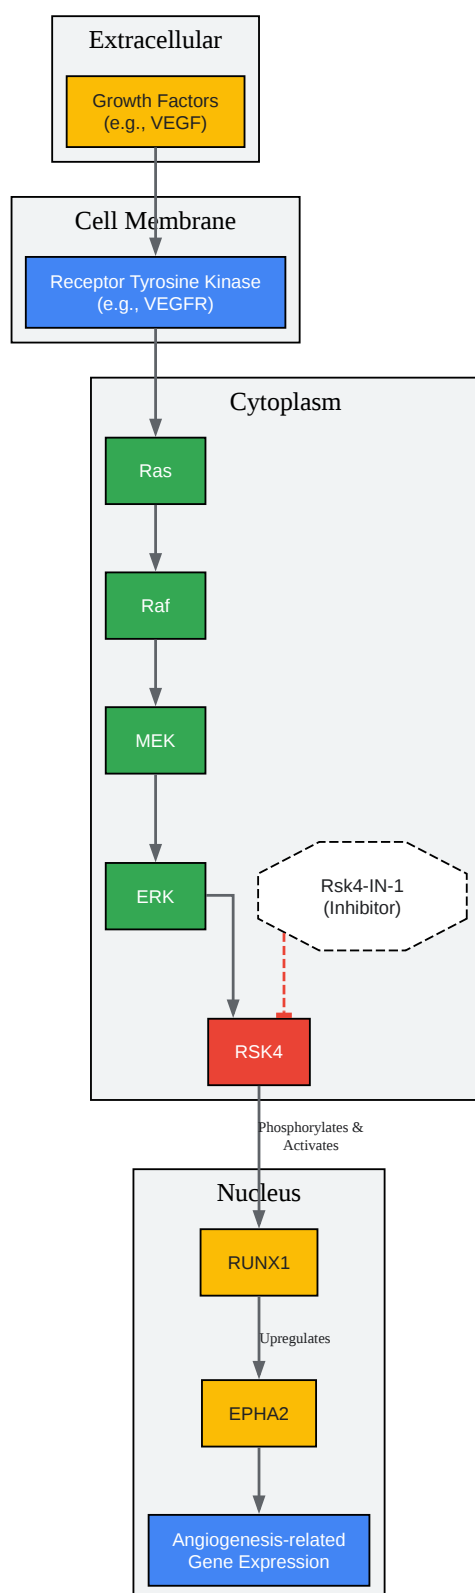 Extracellular
Growth Factors
(e.g., VEGF)
Cell Membrane
Receptor Tyrosine Kinase
(e.g., VEGFR)
Cytoplasm
Ras
Raf
MEK
ERK
Rsk4-IN-1
(Inhibitor)
RSK4
Phosphorylates &
Activates
Nucleus
RUNX1
Upregulates
EPHA2
Angiogenesis-related
Gene Expression